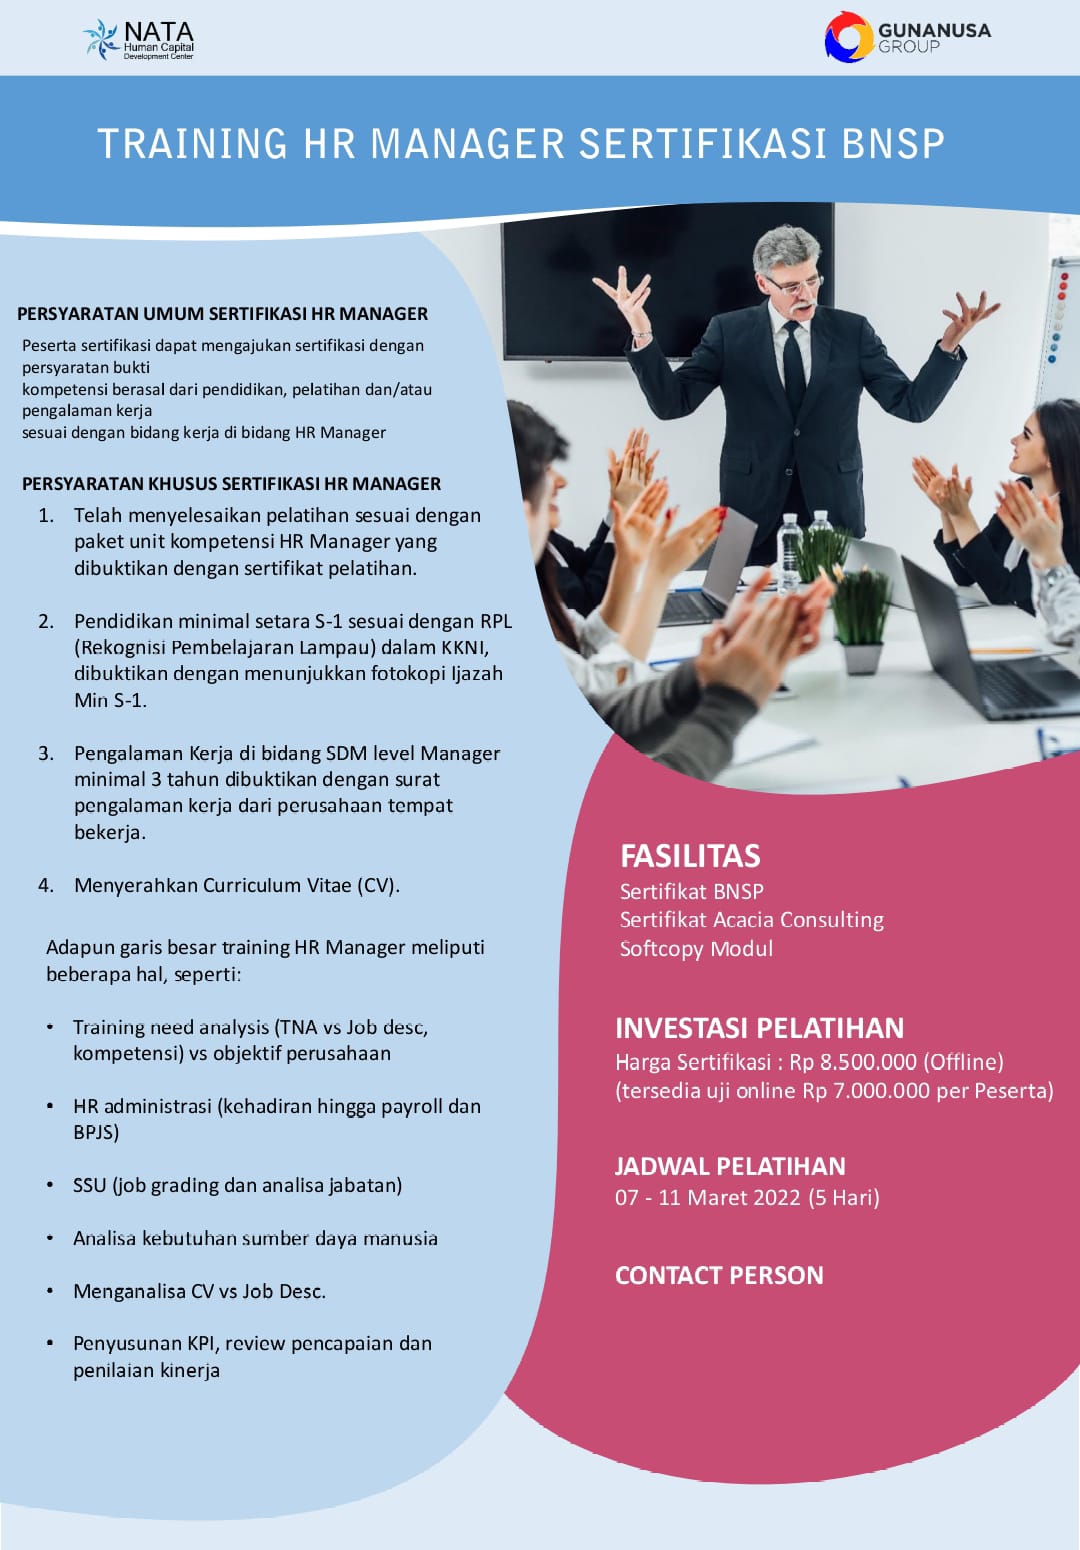 NATA
Human Capital
Development Center
GUNANUSA
GROUP
TRAINING HR MANAGER SERTIFIKASI BNSP
PERSYARATAN UMUM SERTIFIKASI HR MANAGER
Peserta sertifikasi dapat mengajukan sertifikasi dengan
persyaratan bukti
kompetensi berasal dari pendidikan, pelatihan dan/atau
pengalaman kerja
sesuai dengan bidang kerja di bidang HR Manager
PERSYARATAN KHUSUS SERTIFIKASI HR MANAGER
1. Telah menyelesaikan pelatihan sesuai dengan
paket unit kompetensi HR Manager yang
dibuktikan dengan sertifikat pelatihan.
2. Pendidikan minimal setara S-1 sesuai dengan RPL
(Rekognisi Pembelajaran Lampau) dalam KKNI,
dibuktikan dengan menunjukkan fotokopi Ijazah
Min S-1.
3. Pengalaman Kerja di bidang SDM level Manager
minimal 3 tahun dibuktikan dengan surat
pengalaman kerja dari perusahaan tempat
bekerja.
4. Menyerahkan Curriculum Vitae (CV).
Adapun garis besar training HR Manager meliputi
beberapa hal, seperti:
• Training need analysis (TNA vs Job desc,
kompetensi) vs objektif perusahaan
• HR administrasi (kehadiran hingga payroll dan
BPJS)
• SSU (job grading dan analisa jabatan)
• Analisa kebutuhan sumber daya manusia
• Menganalisa CV vs Job Desc.
• Penyusunan KPI, review pencapaian dan
penilaian kinerja
FASILITAS
Sertifikat BNSP
Sertifikat Acacia Consulting
Softcopy Modul
INVESTASI PELATIHAN
Harga Sertifikasi : Rp 8.500.000 (Offline)
(tersedia uji online Rp 7.000.000 per Peserta)
JADWAL PELATIHAN
07 - 11 Maret 2022 (5 Hari)
CONTACT PERSON